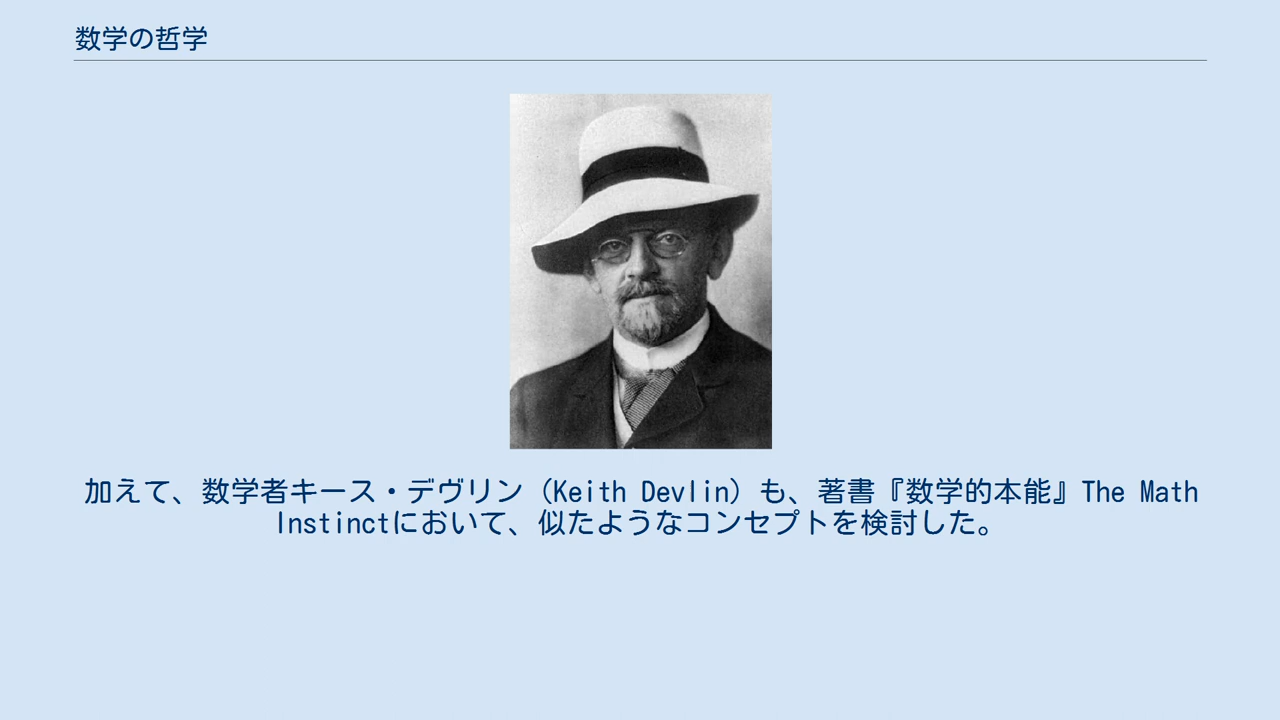 数学の哲学
加えて、数学者キース・デヴリン（Keith Devlin）も、著書『数学的本能』The Math
Instinctにおいて、似たようなコンセプトを検討した。